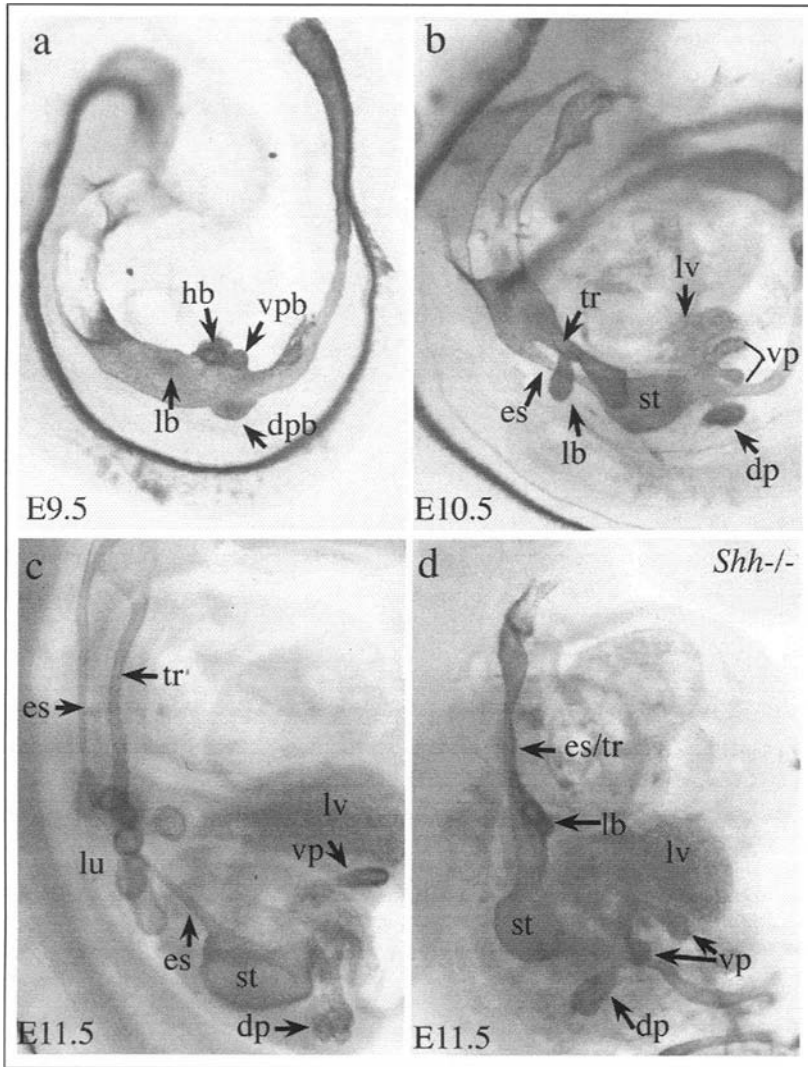 a
hb
vpb
lb
dpb
E9.5
b
lv
tr
vp
es
st
lb
dp
E10.5
c
tr
es
lv
vp
lu
es
st
dp
E11.5
d
Shh-/-
es/tr
lb
lv
st
vp
dp
E11.5